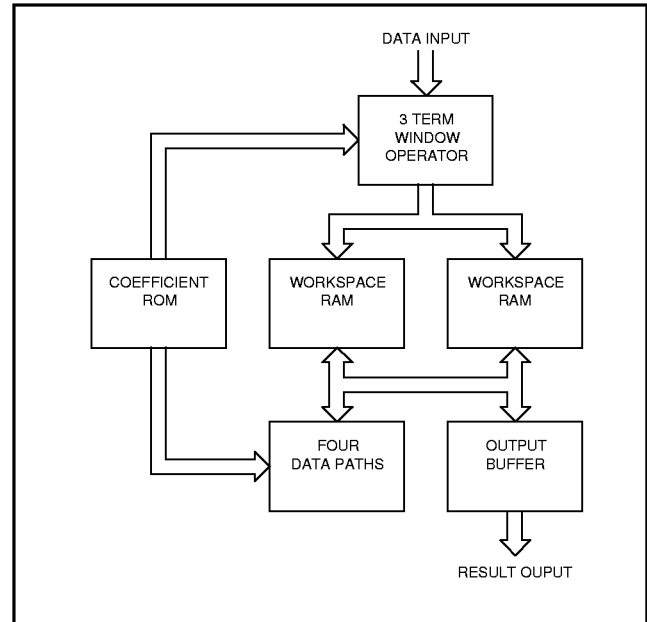 DATA INPUT
3 TERM
WINDOW
OPERATOR
COEFFICIENT
ROM
WORKSPACE
RAM
WORKSPACE
RAM
FOUR
DATA PATHS
OUTPUT
BUFFER
RESULT OUPUT